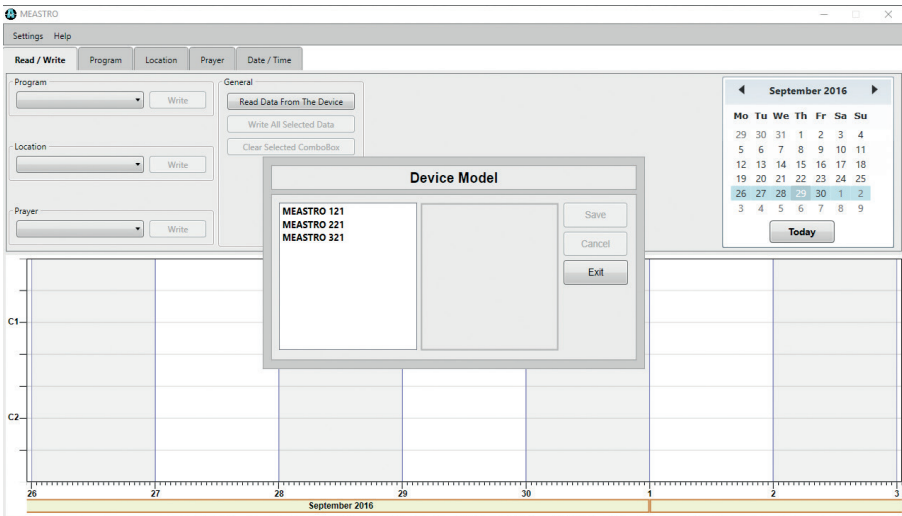 MEASTRO
Settings Help
Read / Write Program Location Prayer Date / Time
Program
Write
Location
Write
Prayer
Write
General
Read Data From The Device
Write All Selected Data
Clear Selected ComboBox
September 2016
Mo Tu We Th Fr Sa Su
29 30 31 1 2 3 4
5 6 7 8 9 10 11
12 13 14 15 16 17 18
19 20 21 22 23 24 25
26 27 28 29 30 1 2
3 4 5 6 7 8 9
Today
Device Model
MEASTRO 121
MEASTRO 221
MEASTRO 321
Save
Cancel
Exit
C1
C2
26 27 28 29 30 1 2 3
September 2016